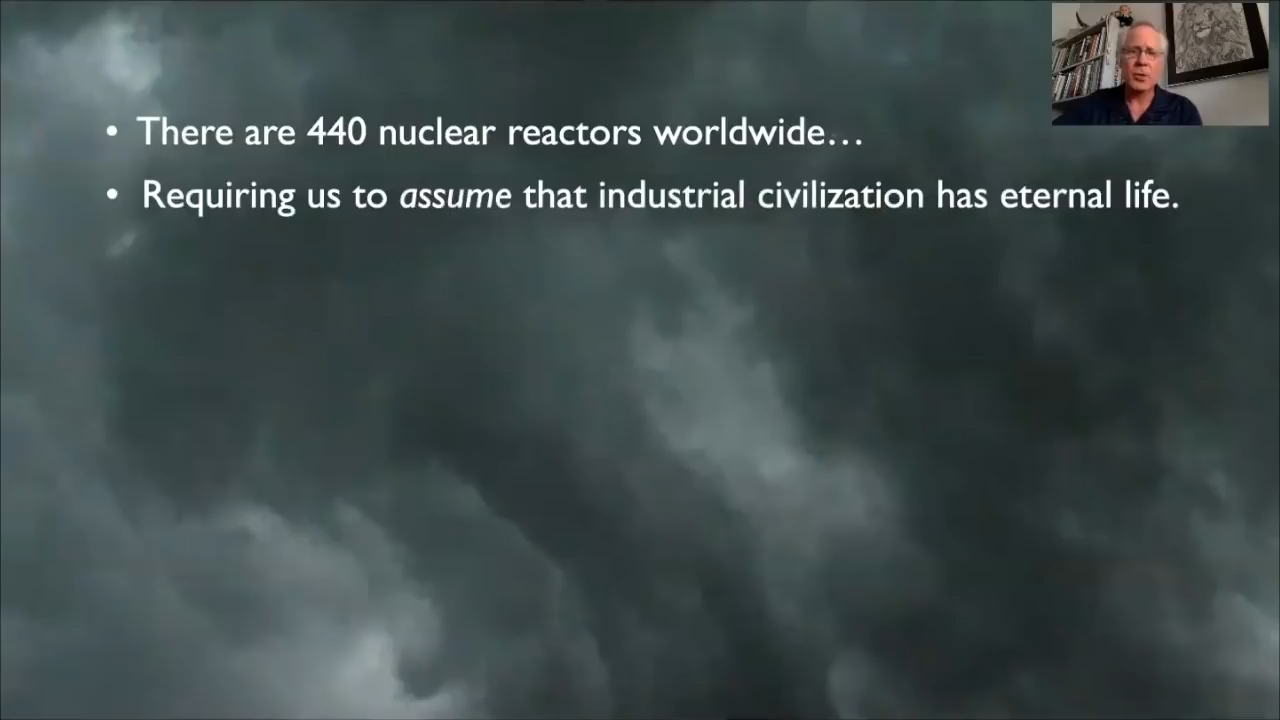 • There are 440 nuclear reactors worldwide…
• Requiring us to assume that industrial civilization has eternal life.